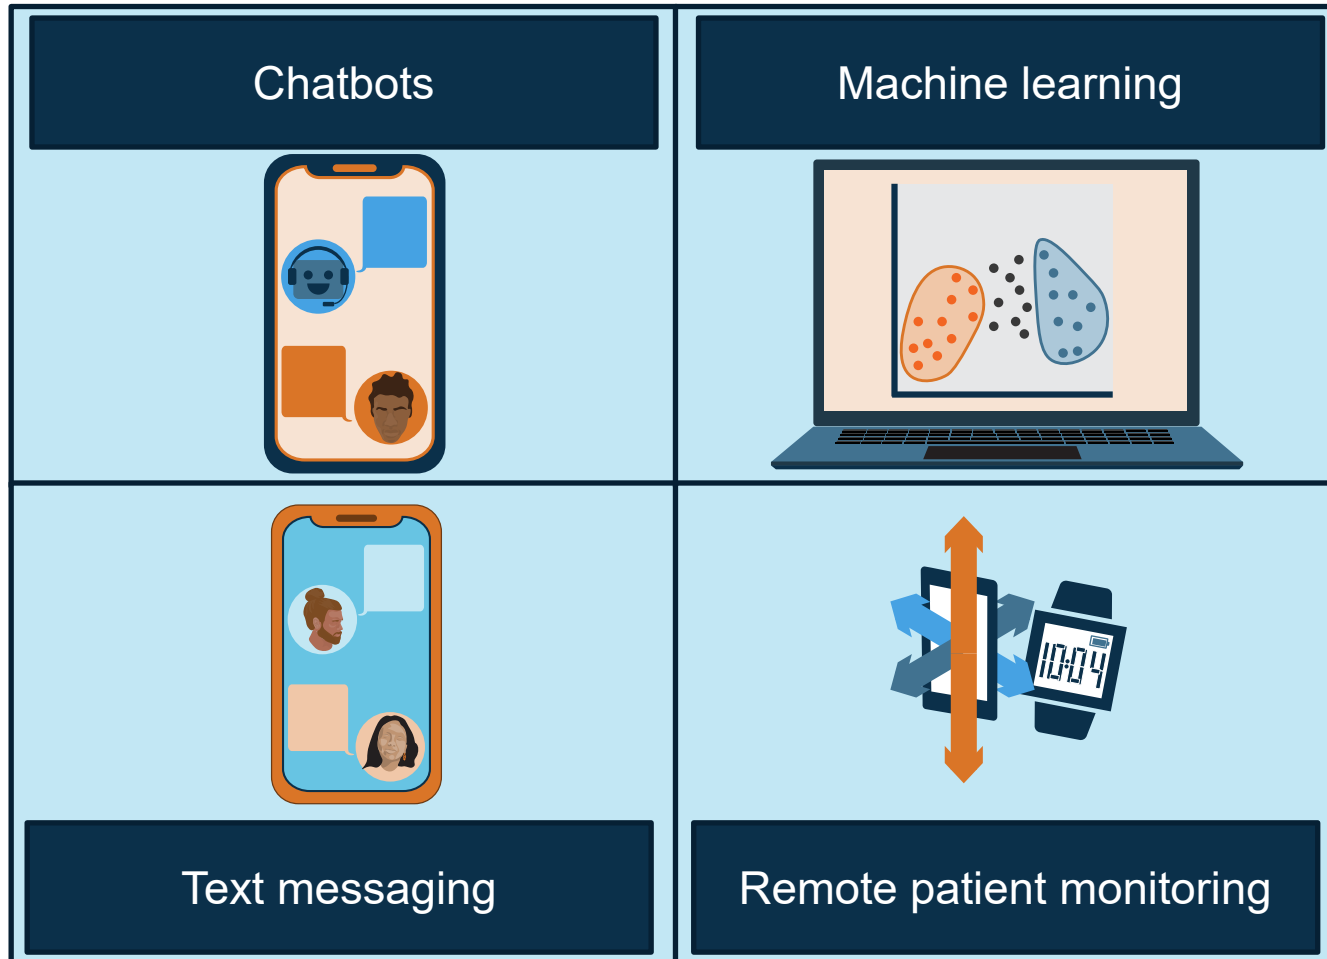 Chatbots
Machine learning
10:04
Text messaging
Remote patient monitoring